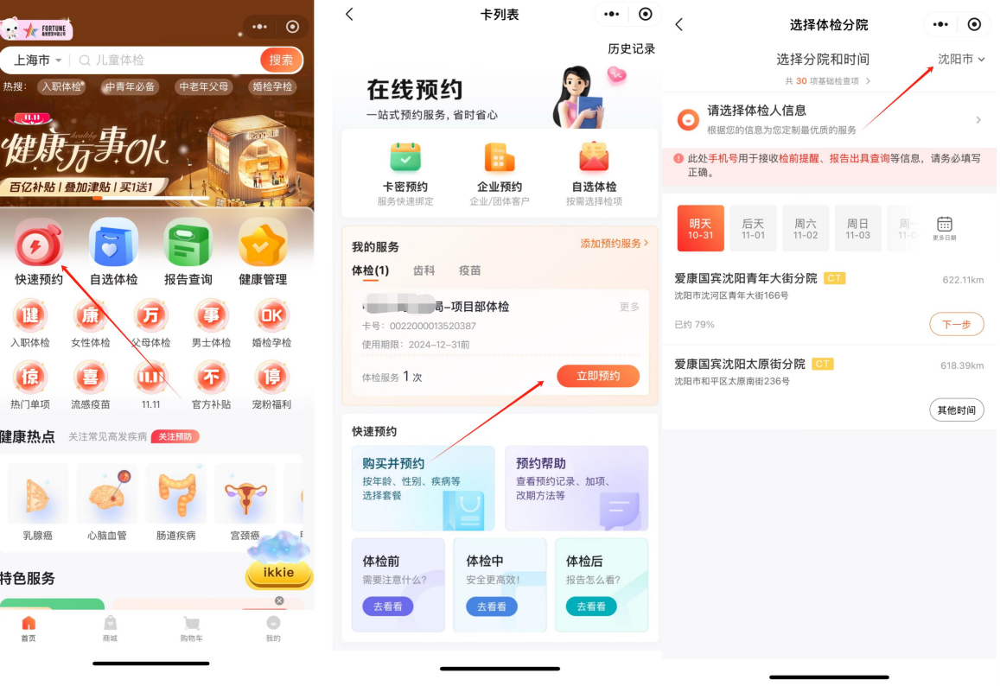 FORTUNE
上海市
儿童体检
搜索
热搜:
入职体检
中青年必备
中老年父母
婚检孕检
11.11
healthy
健康万事OK
百亿补贴 | 叠加津贴 | 买1送1
快速预约
自选体检
报告查询
健康管理
健
康
万
事
OK
入职体检
女性体检
父母体检
男士体检
婚检孕检
惊
喜
11.11
不
停
热门单项
流感疫苗
11.11
官方补贴
宠粉福利
健康热点
关注常见高发疾病
关注预防
乳腺癌
心脑血管
肠道疾病
宫颈癌
ikkie
特色服务
首页
商城
购物车
我的
卡列表
历史记录
在线预约
一站式预约服务, 省时省心
卡密预约
企业预约
自选体检
服务快速绑定
企业/团体客户
按需选择检项
我的服务
添加预约服务
体检(1)
齿科
疫苗
局-项目部体检
更多
卡号: 0022000013520387
使用期限: 2024-12-31前
体检服务 1 次
立即预约
快速预约
购买并预约
按年龄、性别、疾病等
选择套餐
预约帮助
查看预约记录、加项、
改期方法等
体检前
需要注意什么?
去看看
体检中
安全更高效!
去看看
体检后
报告怎么看?
去看看
选择体检分院
选择分院和时间
沈阳市
共 30 项基础检查项
请选择体检人信息
根据您的信息为您定制最优质的服务
此处手机号用于接收检前提醒、报告出具查询等信息，请务必填写
正确。
明天
10-31
后天
11-01
周六
11-02
周日
11-03
周一
更多日期
爱康国宾沈阳青年大街分院 CT
622.11km
沈阳市沈河区青年大街166号
已约 79%
下一步
爱康国宾沈阳太原街分院 CT
618.39km
沈阳市和平区太原南街236号
其他时间